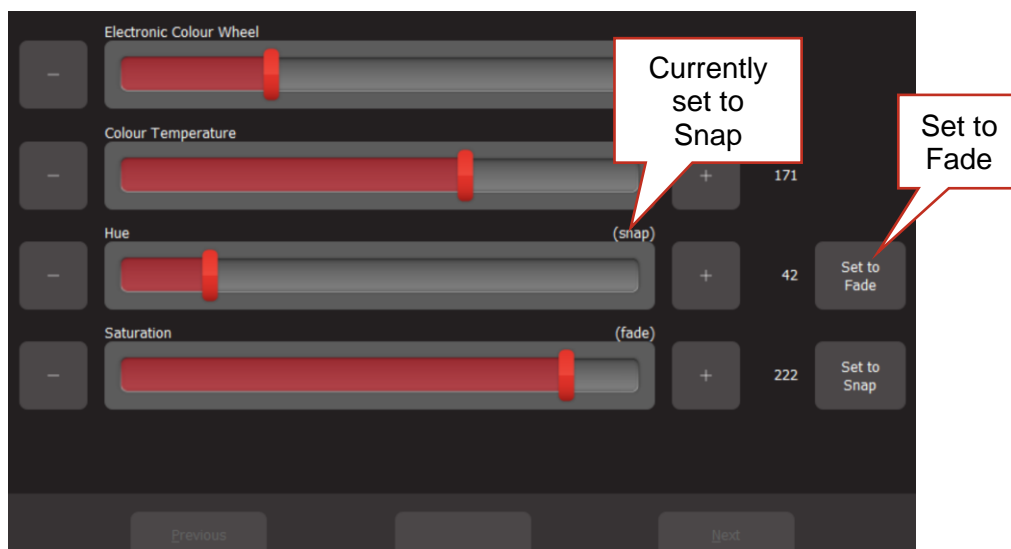 Electronic Colour Wheel
−
Currently
set to
Snap
Set to
Fade
Colour Temperature
−
+
171
Hue
(snap)
−
+
42
Set to
Fade
Saturation
(fade)
−
+
222
Set to
Snap
Previous
Next